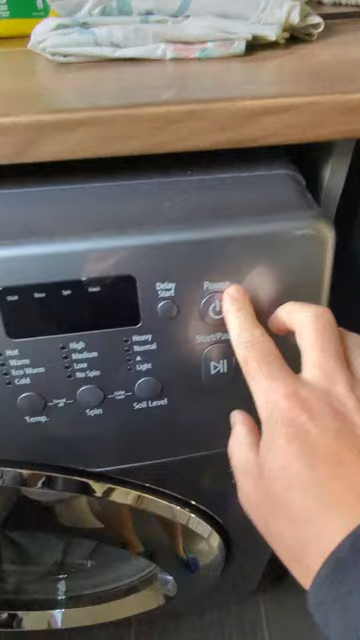 Delay
Start
Power
Start/Pau
Hot
Warm
Eco Warm
Cold
High
Medium
Low
No Spin
Heavy
Normal
Light
Temp.
Spin
Soil Level